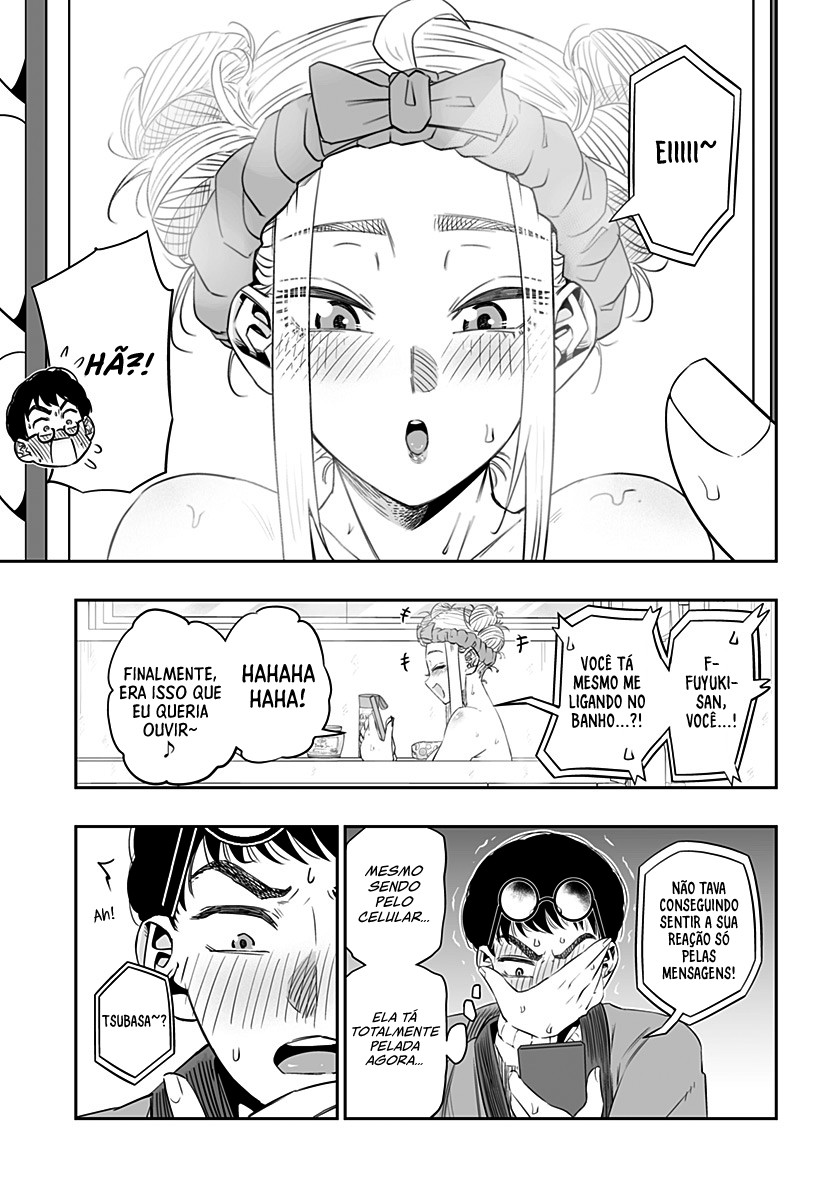 EIIIII~
HÃ?!
F-
FUYUKI-
SAN,
VOCÊ...!
VOCÊ TÁ
MESMO ME
LIGANDO NO
BANHO...?!
HAHAHA
HAHA!
FINALMENTE,
ERA ISSO QUE
EU QUERIA
OUVIR~
♪
NÃO TAVA
CONSEGUINDO
SENTIR A SUA
REAÇÃO SÓ
PELAS
MENSAGENS!
MESMO
SENDO
PELO
CELULAR...
ELA TÁ
TOTALMENTE
PELADA
AGORA...
Ah!
TSUBASA~?